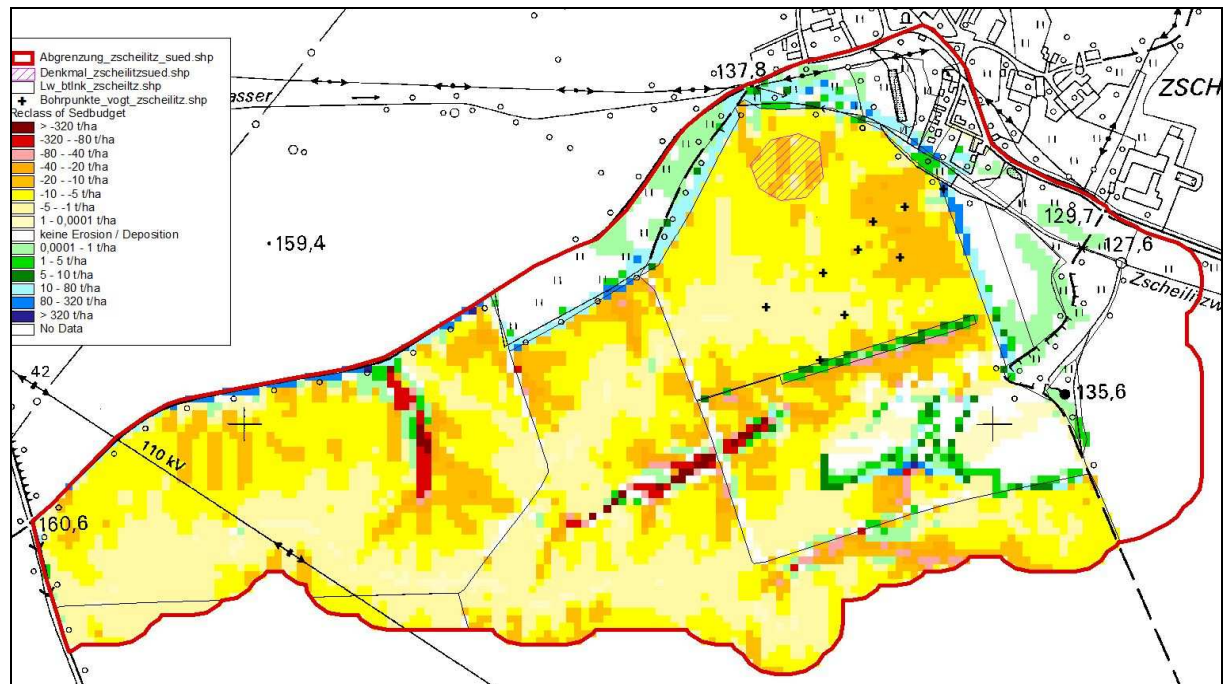 Abgrenzung_zscheilitz_sued.shp
Denkmal_zscheilitzsued.shp
Lw_btlnk_zscheiltz.shp
Bohrpunkte_vogt_zscheilitz.shp
Reclass of Sedbudget
> -320 t/ha
-320 - -80 t/ha
-80 - -40 t/ha
-40 - -20 t/ha
-20 - -10 t/ha
-10 - -5 t/ha
-5 - -1 t/ha
1 - 0,0001 t/ha
keine Erosion / Deposition
0,0001 - 1 t/ha
1 - 5 t/ha
5 - 10 t/ha
10 - 80 t/ha
80 - 320 t/ha
> 320 t/ha
No Data
asser
137,8
ZSCH
159,4
129,7
127,6
Zscheilitzw
42
135,6
110 kV
160,6